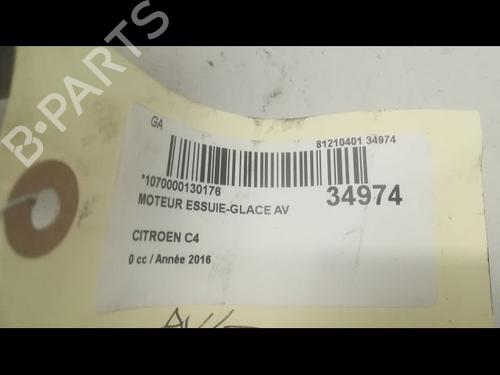 B-PARTS
GA
81210401 34974
*1070000130176
34974
MOTEUR ESSUIE-GLACE AV
CITROEN C4
0 cc / Année 2016